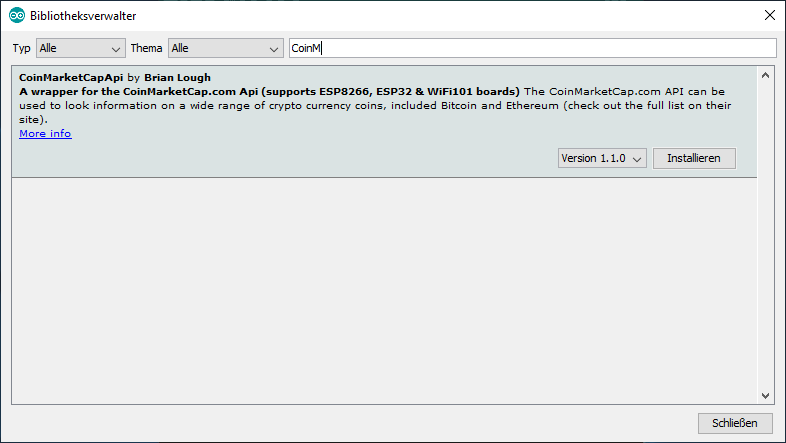 Bibliotheksverwalter
Typ Alle Thema Alle CoinM
CoinMarketCapApi by Brian Lough
A wrapper for the CoinMarketCap.com Api (supports ESP8266, ESP32 & WiFi101 boards) The CoinMarketCap.com API can be
used to look information on a wide range of crypto currency coins, included Bitcoin and Ethereum (check out the full list on their
site).
More info
Version 1.1.0 Installieren
Schließen